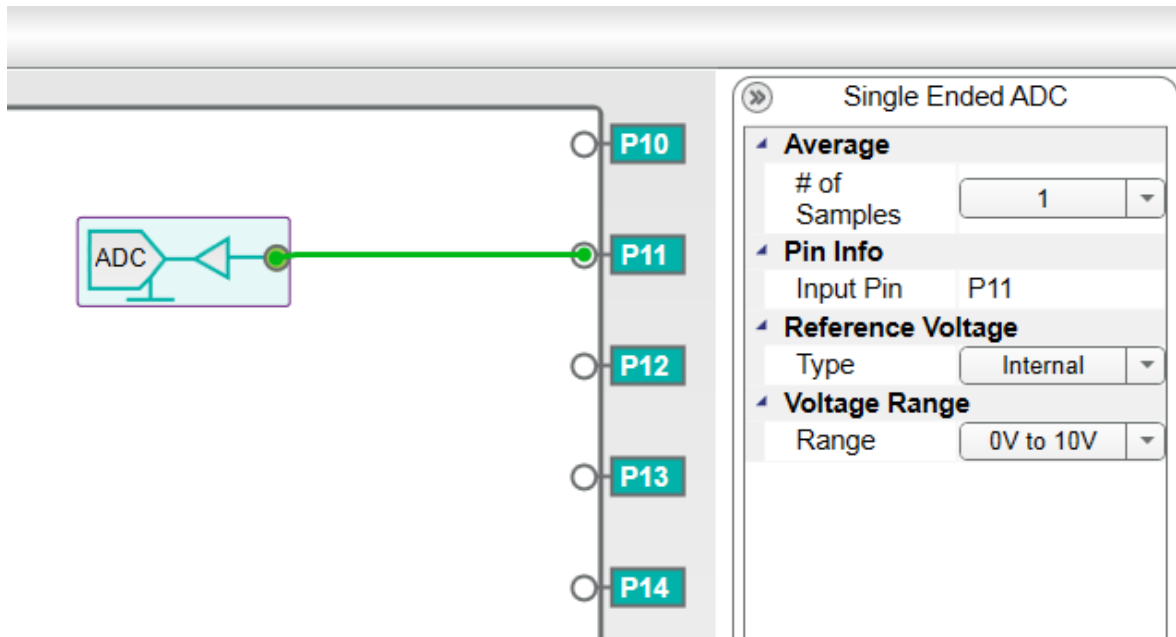 P10
ADC
P11
P12
P13
P14
Single Ended ADC
Average
# of
Samples
1
Pin Info
Input Pin P11
Reference Voltage
Type Internal
Voltage Range
Range 0V to 10V